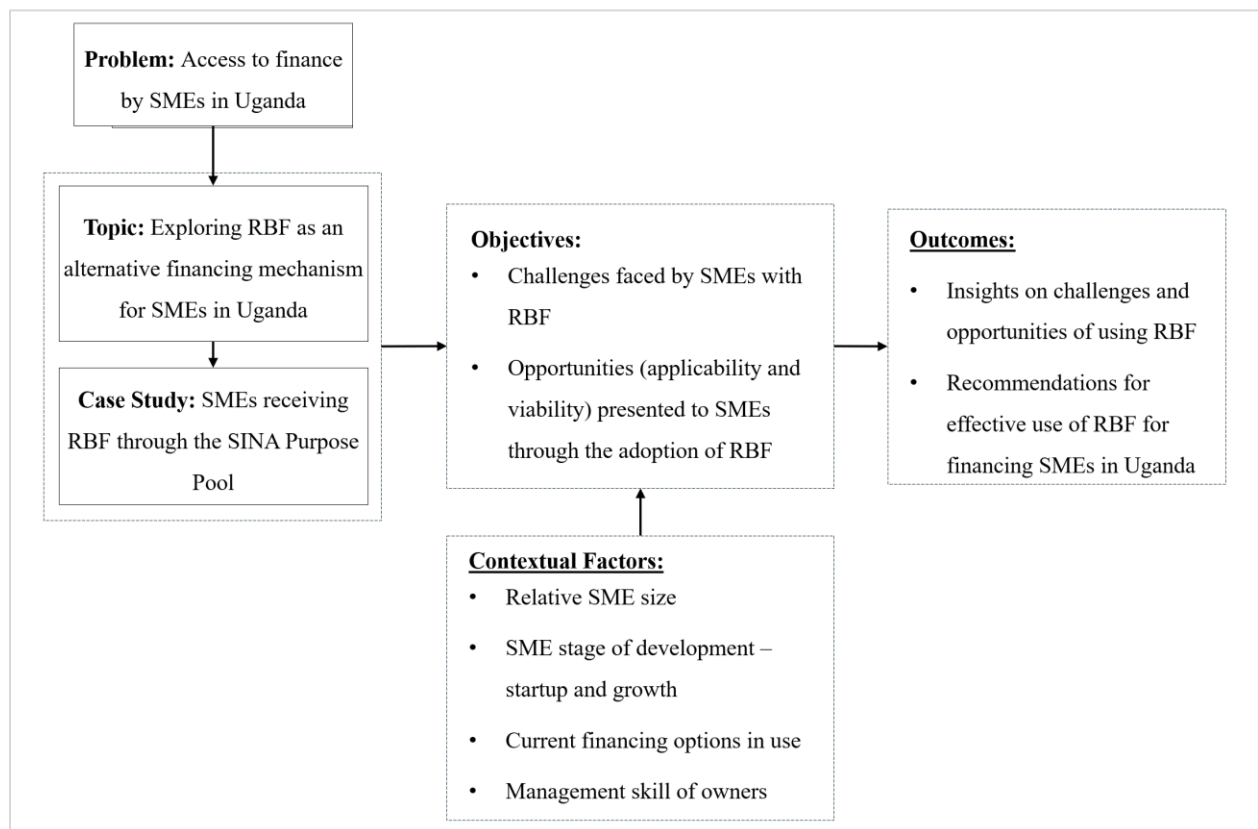 Problem: Access to finance
by SMEs in Uganda
Topic: Exploring RBF as an
alternative financing mechanism
for SMEs in Uganda
Case Study: SMEs receiving
RBF through the SINA Purpose
Pool
Objectives:
• Challenges faced by SMEs with
RBF
• Opportunities (applicability and
viability) presented to SMEs
through the adoption of RBF
Contextual Factors:
• Relative SME size
• SME stage of development –
startup and growth
• Current financing options in use
• Management skill of owners
Outcomes:
• Insights on challenges and
opportunities of using RBF
• Recommendations for
effective use of RBF for
financing SMEs in Uganda